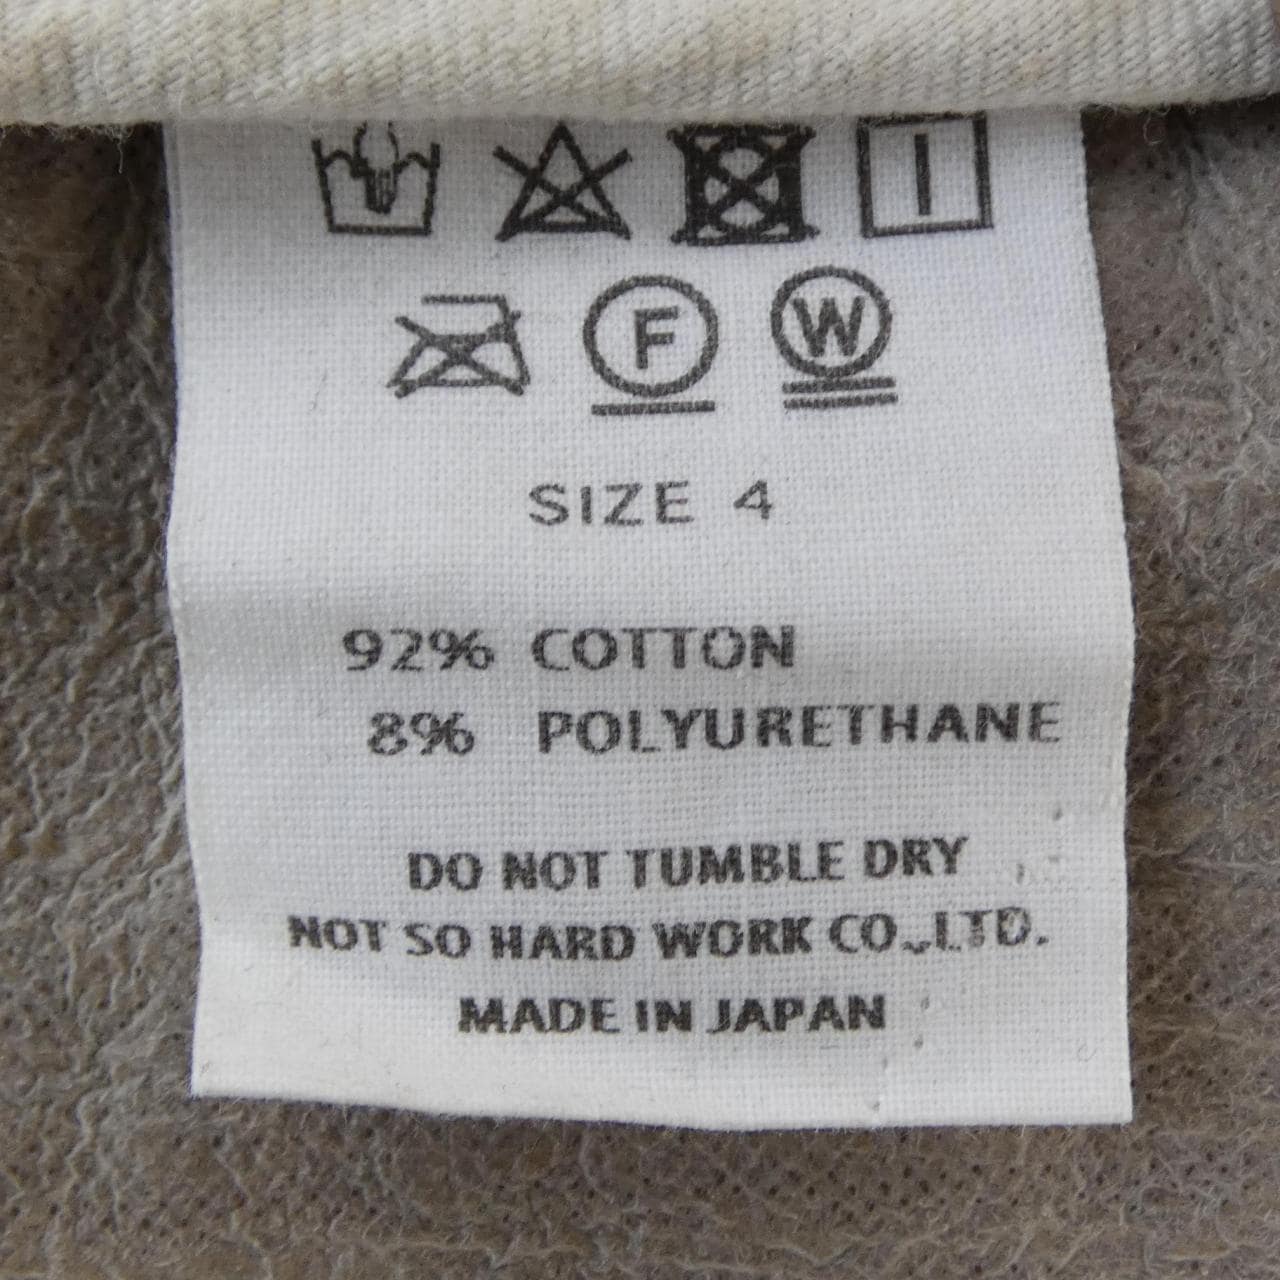 F W
SIZE 4
92% COTTON
8% POLYURETHANE
DO NOT TUMBLE DRY
NOT SO HARD WORK CO.,LTD.
MADE IN JAPAN